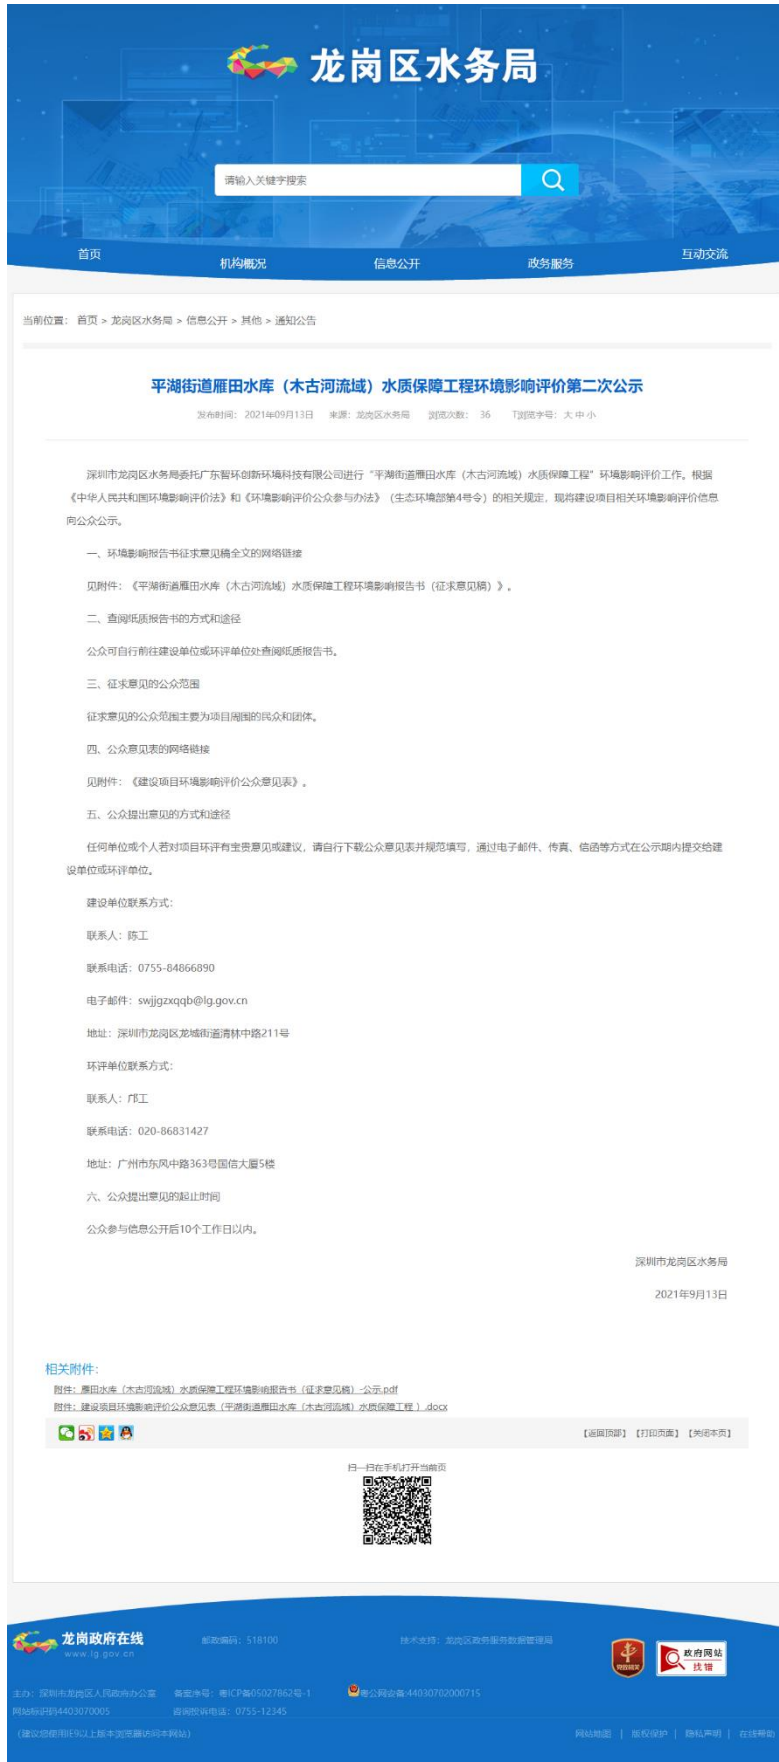 龙岗区水务局
请输入关键字搜索
首页 机构概况 信息公开 政务服务 互动交流
当前位置： 首页 > 龙岗区水务局 > 信息公开 > 其他 > 通知公告
平湖街道雁田水库（木古河流域）水质保障工程环境影响评价第二次公示
发布时间： 2021年09月13日 来源：龙岗区水务局 浏览次数： 36 T浏览字号：大 中 小
深圳市龙岗区水务局委托广东智环创新环境科技有限公司进行“平湖街道雁田水库（木古河流域）水质保障工程”环境影响评价工作。根据
《中华人民共和国环境影响评价法》和《环境影响评价公众参与办法》（生态环境部第4号令）的相关规定，现将建设项目相关环境影响评价信息
向公众公示。
一、环境影响报告书征求意见稿全文的网络链接
见附件：《平湖街道雁田水库（木古河流域）水质保障工程环境影响报告书（征求意见稿）》。
二、查阅纸质报告书的方式和途径
公众可自行前往建设单位或环评单位处查阅纸质报告书。
三、征求意见的公众范围
征求意见的公众范围主要为项目周围的民众和团体。
四、公众意见表的网络链接
见附件：《建设项目环境影响评价公众意见表》。
五、公众提出意见的方式和途径
任何单位或个人若对项目环评有宝贵意见或建议，请自行下载公众意见表并规范填写，通过电子邮件、传真、信函等方式在公示期内提交给建
设单位或环评单位。
建设单位联系方式：
联系人：陈工
联系电话：0755-84866890
电子邮件：swjjgzxqqb@lg.gov.cn
地址：深圳市龙岗区龙城街道清林中路211号
环评单位联系方式：
联系人：邝工
联系电话：020-86831427
地址：广州市东风中路363号国信大厦5楼
六、公众提出意见的起止时间
公众参与信息公开后10个工作日以内。
深圳市龙岗区水务局
2021年9月13日
相关附件：
附件：雁田水库（木古河流域）水质保障工程环境影响报告书（征求意见稿）-公示.pdf
附件：建设项目环境影响评价公众意见表（平湖街道雁田水库（木古河流域）水质保障工程 ）.docx
【返回顶部】 【打印页面】 【关闭本页】
扫一扫在手机打开当前页
龙岗政府在线 邮政编码：518100 技术支持：龙岗区政务服务数据管理局
www.lg.gov.cn
党政机关
政府网站
找错
主办：深圳市龙岗区人民政府办公室 备案序号：粤ICP备05027862号-1 粤公网安备:44030702000715
网站标识码4403070005 咨询投诉电话：0755-12345
（建议您使用IE9以上版本浏览器访问本网站） 网站地图 | 版权保护 | 隐私声明 | 在线帮助